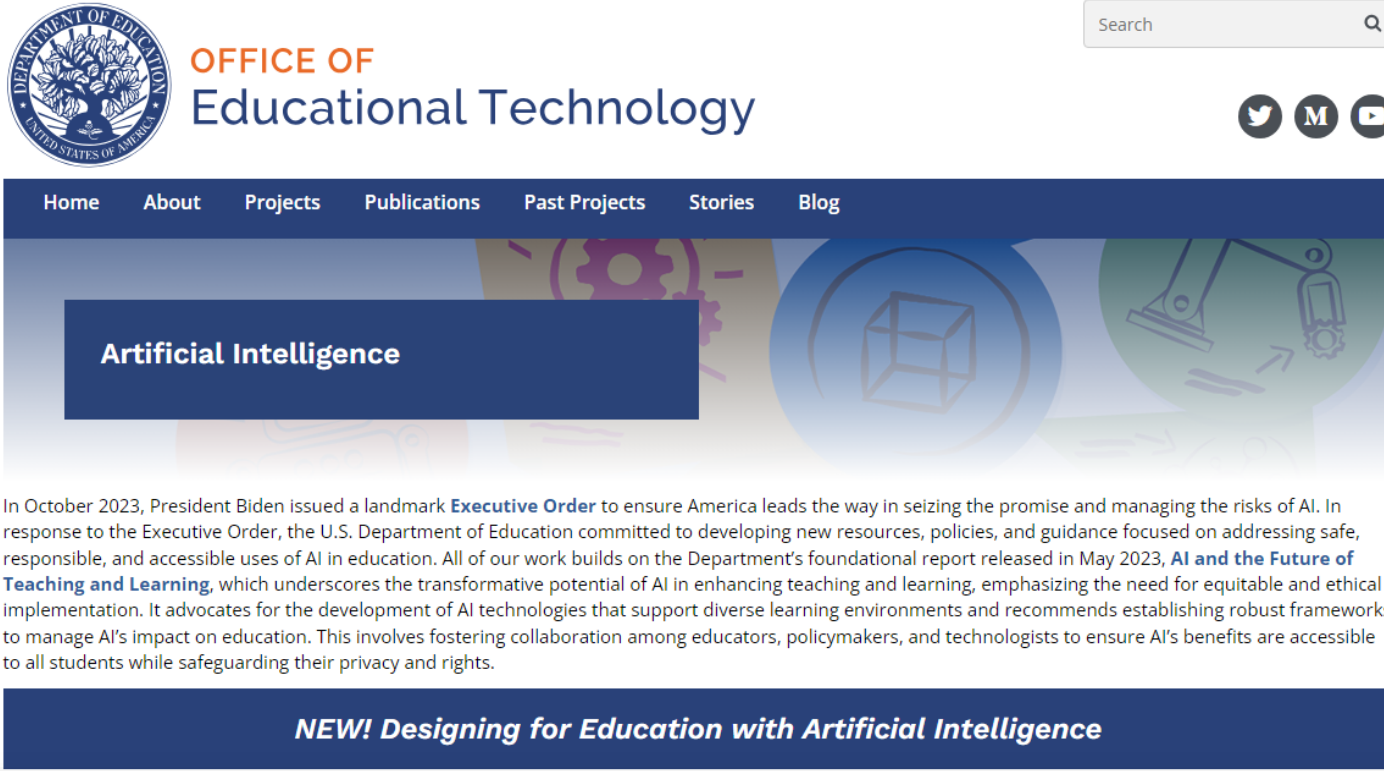 DEPARTMENT OF EDUCATION
UNITED STATES OF AMERICA
OFFICE OF
Educational Technology
Search
M
Home About Projects Publications Past Projects Stories Blog
Artificial Intelligence
In October 2023, President Biden issued a landmark Executive Order to ensure America leads the way in seizing the promise and managing the risks of AI. In
response to the Executive Order, the U.S. Department of Education committed to developing new resources, policies, and guidance focused on addressing safe,
responsible, and accessible uses of AI in education. All of our work builds on the Department’s foundational report released in May 2023, AI and the Future of
Teaching and Learning, which underscores the transformative potential of AI in enhancing teaching and learning, emphasizing the need for equitable and ethical
implementation. It advocates for the development of AI technologies that support diverse learning environments and recommends establishing robust frameworks
to manage AI’s impact on education. This involves fostering collaboration among educators, policymakers, and technologists to ensure AI’s benefits are accessible
to all students while safeguarding their privacy and rights.
NEW! Designing for Education with Artificial Intelligence